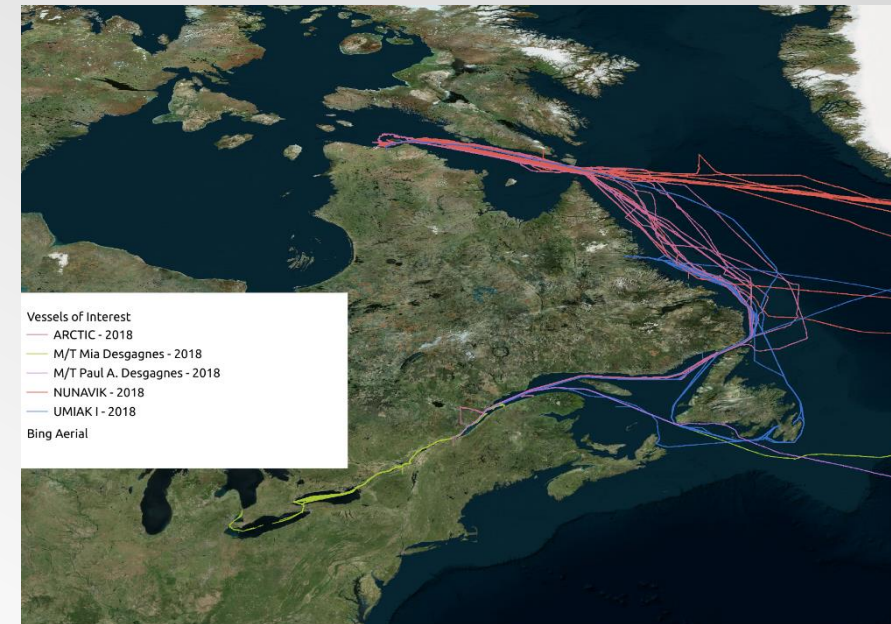 Vessels of Interest
ARCTIC - 2018
M/T Mia Desgagnes - 2018
M/T Paul A. Desgagnes - 2018
NUNAVIK - 2018
UMIAK I - 2018
Bing Aerial